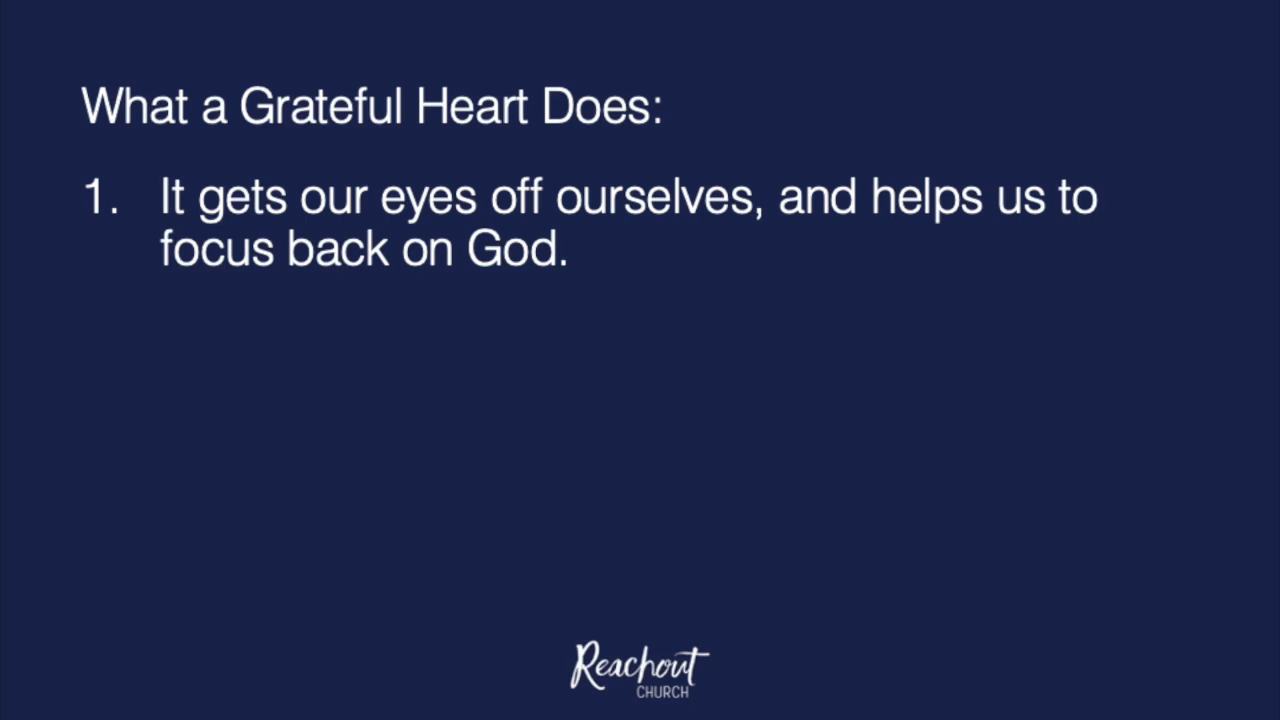 What a Grateful Heart Does:
1. It gets our eyes off ourselves, and helps us to
focus back on God.
Reachout
CHURCH